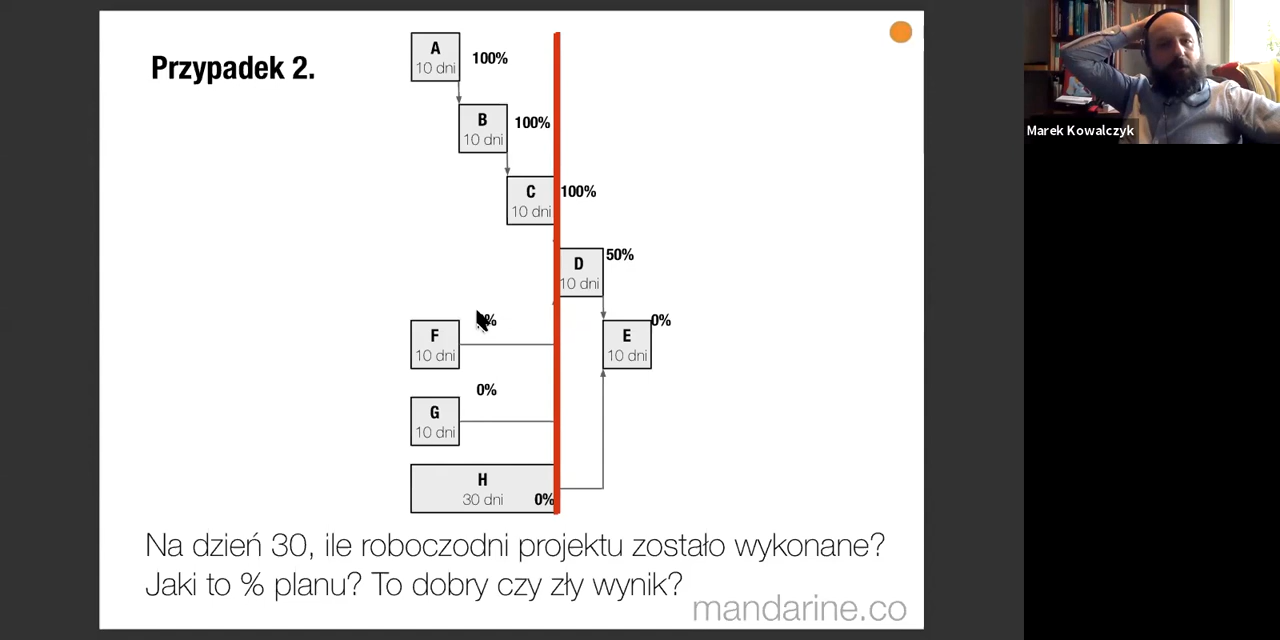 Przypadek 2.
A
10 dni
100%
B
10 dni
100%
C
10 dni
100%
D
10 dni
50%
F
10 dni
%
E
10 dni
0%
G
10 dni
0%
H
30 dni
0%
Na dzień 30, ile roboczodni projektu zostało wykonane?
Jaki to % planu? To dobry czy zły wynik?
mandarine.co
Marek Kowalczyk